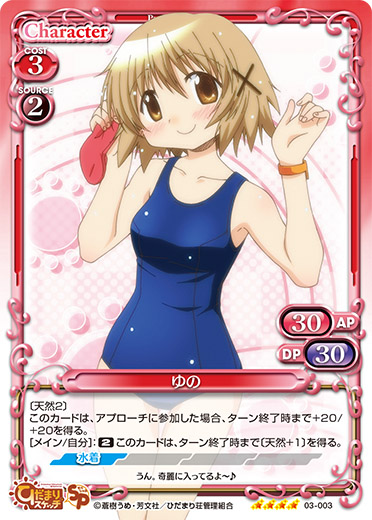 Character
COST
3
SOURCE
2
30 AP
DP 30
ゆの
〔天然2〕
このカードは、アプローチに参加した場合、ターン終了時まで+20/
+20を得る。
[メイン/自分]：2このカードは、ターン終了時まで〔天然+1〕を得る。
水着
うん、奇麗に入ってるよ～♪
ひだまりスケッチ SP
©蒼樹うめ・芳文社／ひだまり荘管理組合
03-003